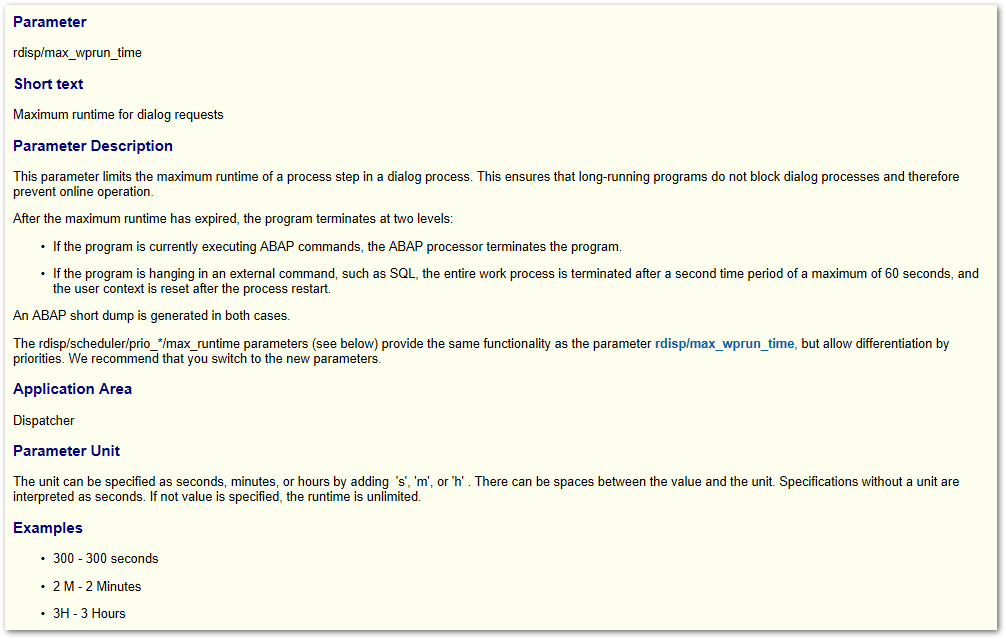 Parameter
rdisp/max_wprun_time
Short text
Maximum runtime for dialog requests
Parameter Description
This parameter limits the maximum runtime of a process step in a dialog process. This ensures that long-running programs do not block dialog processes and therefore
prevent online operation.
After the maximum runtime has expired, the program terminates at two levels:
• If the program is currently executing ABAP commands, the ABAP processor terminates the program.
• If the program is hanging in an external command, such as SQL, the entire work process is terminated after a second time period of a maximum of 60 seconds, and
the user context is reset after the process restart.
An ABAP short dump is generated in both cases.
The rdisp/scheduler/prio_*/max_runtime parameters (see below) provide the same functionality as the parameter rdisp/max_wprun_time, but allow differentiation by
priorities. We recommend that you switch to the new parameters.
Application Area
Dispatcher
Parameter Unit
The unit can be specified as seconds, minutes, or hours by adding  's', 'm', or 'h' . There can be spaces between the value and the unit. Specifications without a unit are
interpreted as seconds. If not value is specified, the runtime is unlimited.
Examples
• 300 - 300 seconds
• 2 M - 2 Minutes
• 3H - 3 Hours